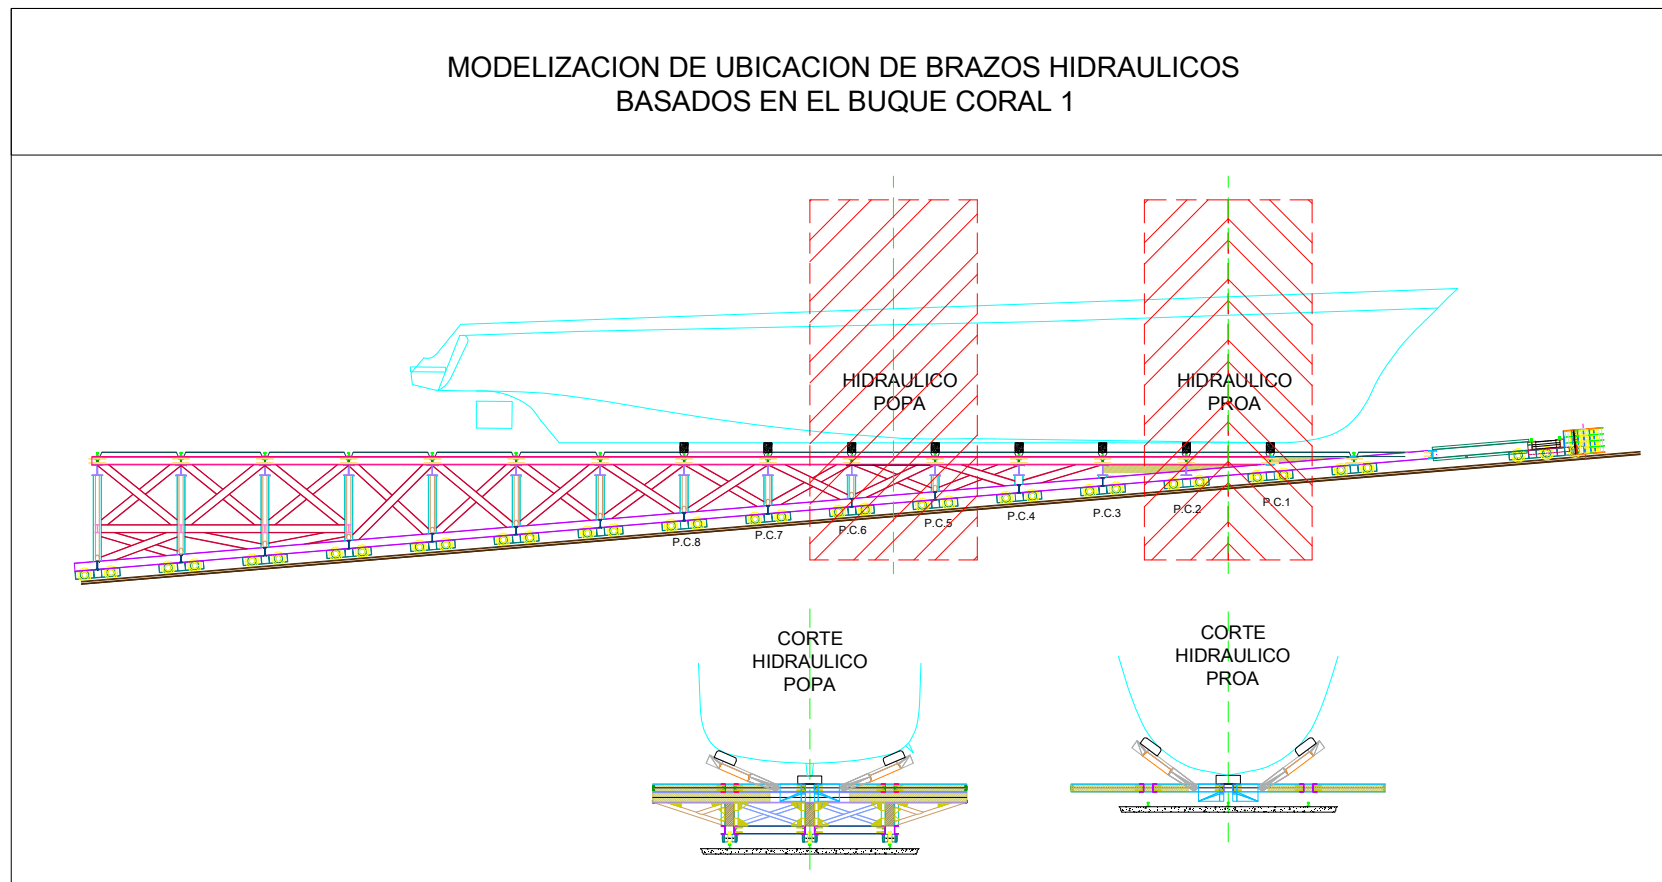 MODELIZACION DE UBICACION DE BRAZOS HIDRAULICOS
BASADOS EN EL BUQUE CORAL 1
HIDRAULICO
POPA
HIDRAULICO
PROA
P.C.8
P.C.7
P.C.6
P.C.5
P.C.4
P.C.3
P.C.2
P.C.1
CORTE
HIDRAULICO
POPA
CORTE
HIDRAULICO
PROA